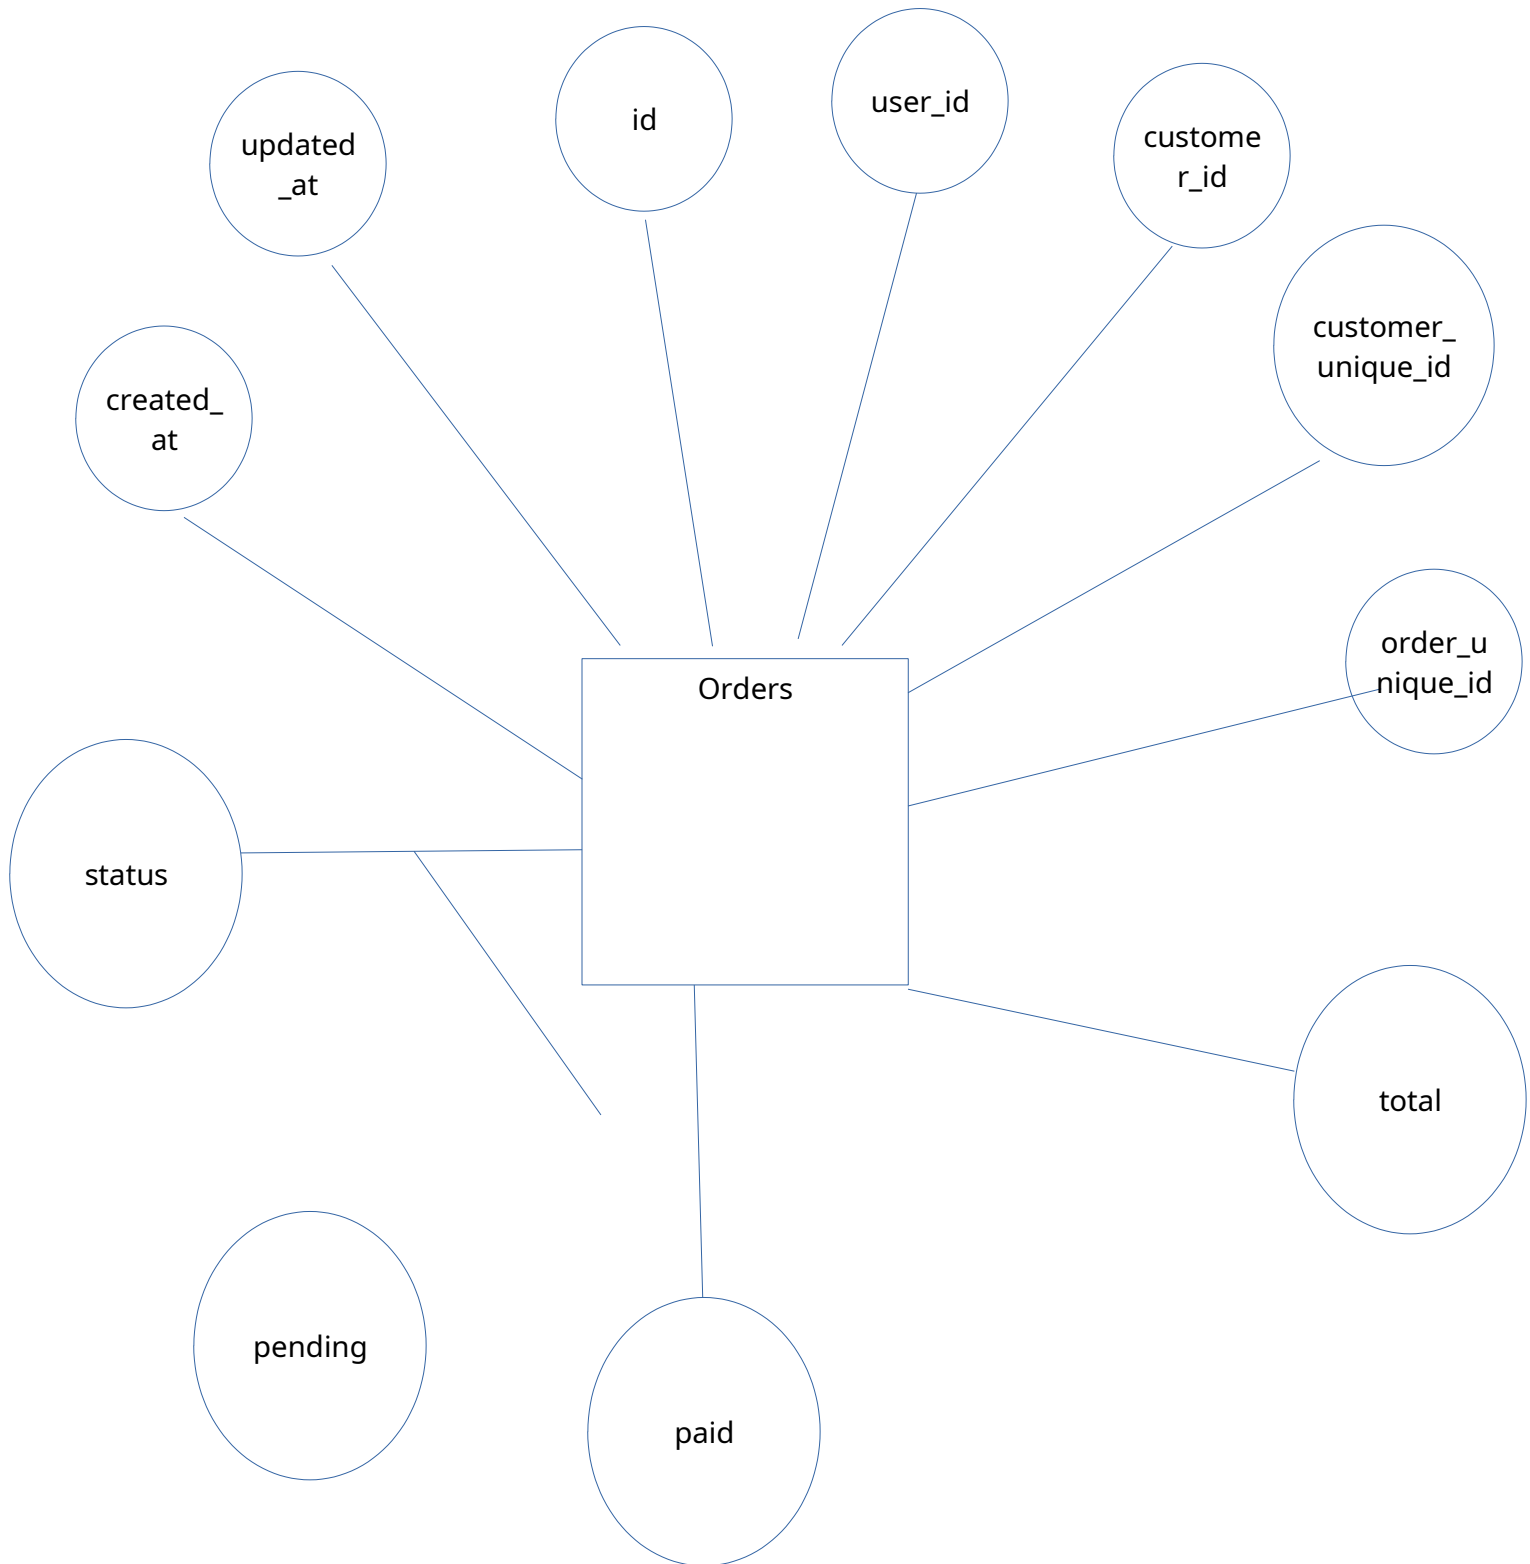 user_id
id
custome
r_id
updated
_at
customer_
unique_id
created_
at
order_u
nique_id
Orders
status
total
pending
paid